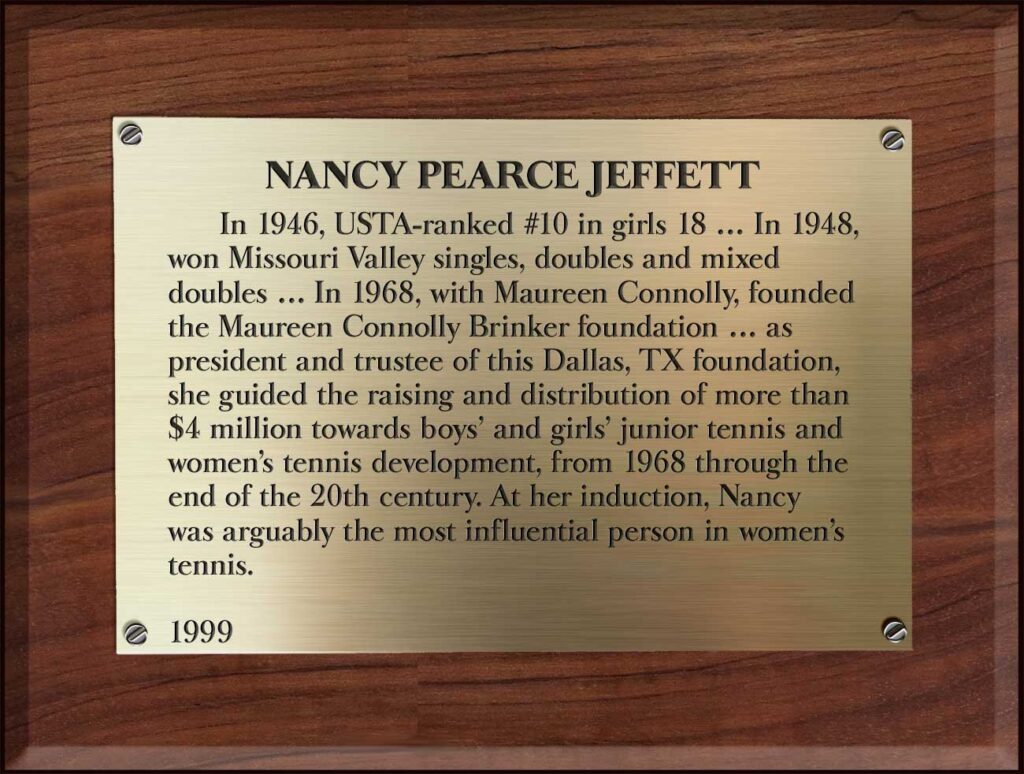 NANCY PEARCE JEFFETT
In 1946, USTA-ranked #10 in girls 18 ... In 1948,
won Missouri Valley singles, doubles and mixed
doubles ... In 1968, with Maureen Connolly, founded
the Maureen Connolly Brinker foundation ... as
president and trustee of this Dallas, TX foundation,
she guided the raising and distribution of more than
$4 million towards boys’ and girls’ junior tennis and
women’s tennis development, from 1968 through the
end of the 20th century. At her induction, Nancy
was arguably the most influential person in women’s
tennis.
1999